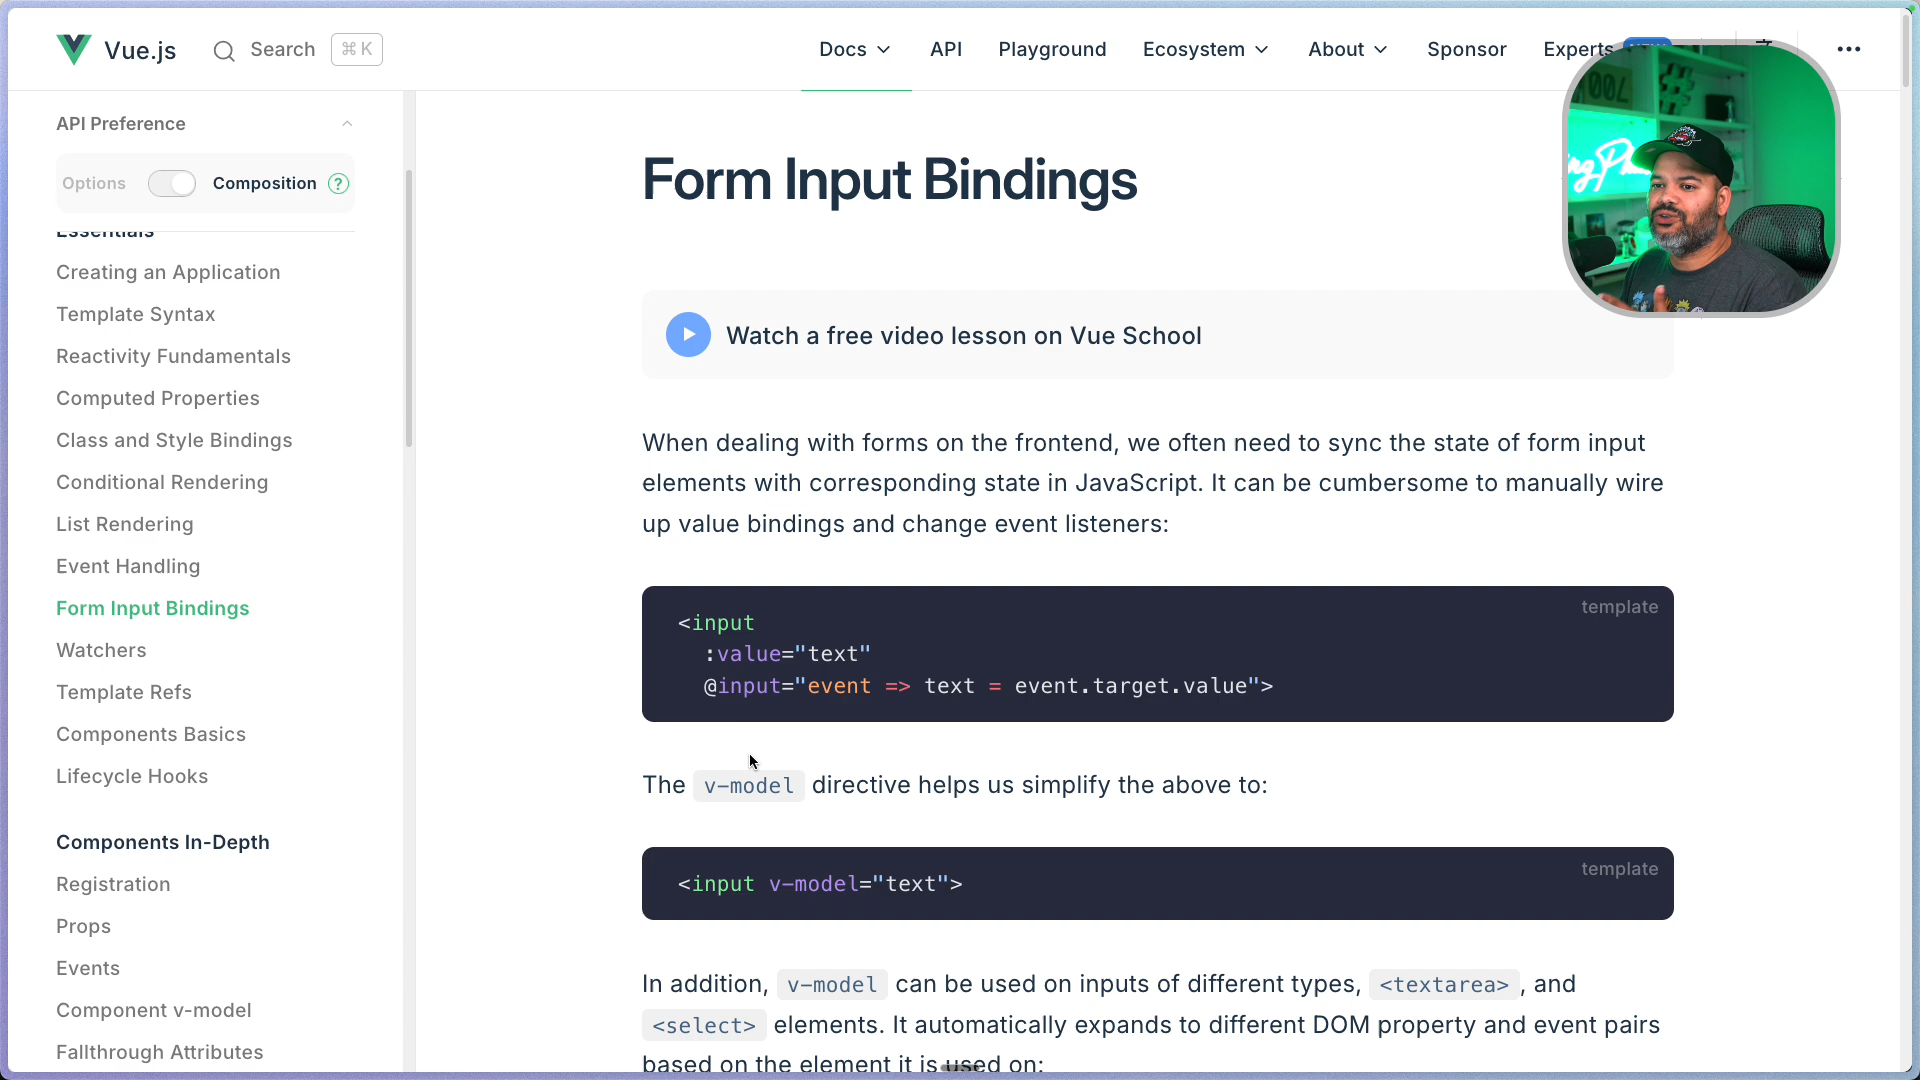 Vue.js
Search
⌘ K
Docs
API
Playground
Ecosystem
About
Sponsor
Experts
API Preference
Options
Composition
?
Essentials
Creating an Application
Template Syntax
Reactivity Fundamentals
Computed Properties
Class and Style Bindings
Conditional Rendering
List Rendering
Event Handling
Form Input Bindings
Watchers
Template Refs
Components Basics
Lifecycle Hooks
Components In-Depth
Registration
Props
Events
Component v-model
Fallthrough Attributes
Form Input Bindings
Watch a free video lesson on Vue School
When dealing with forms on the frontend, we often need to sync the state of form input
elements with corresponding state in JavaScript. It can be cumbersome to manually wire
up value bindings and change event listeners:
template
<input
:value="text"
@input="event => text = event.target.value">
The v-model directive helps us simplify the above to:
template
<input v-model="text">
In addition, v-model can be used on inputs of different types, <textarea>, and
<select> elements. It automatically expands to different DOM property and event pairs
based on the element it is used on: